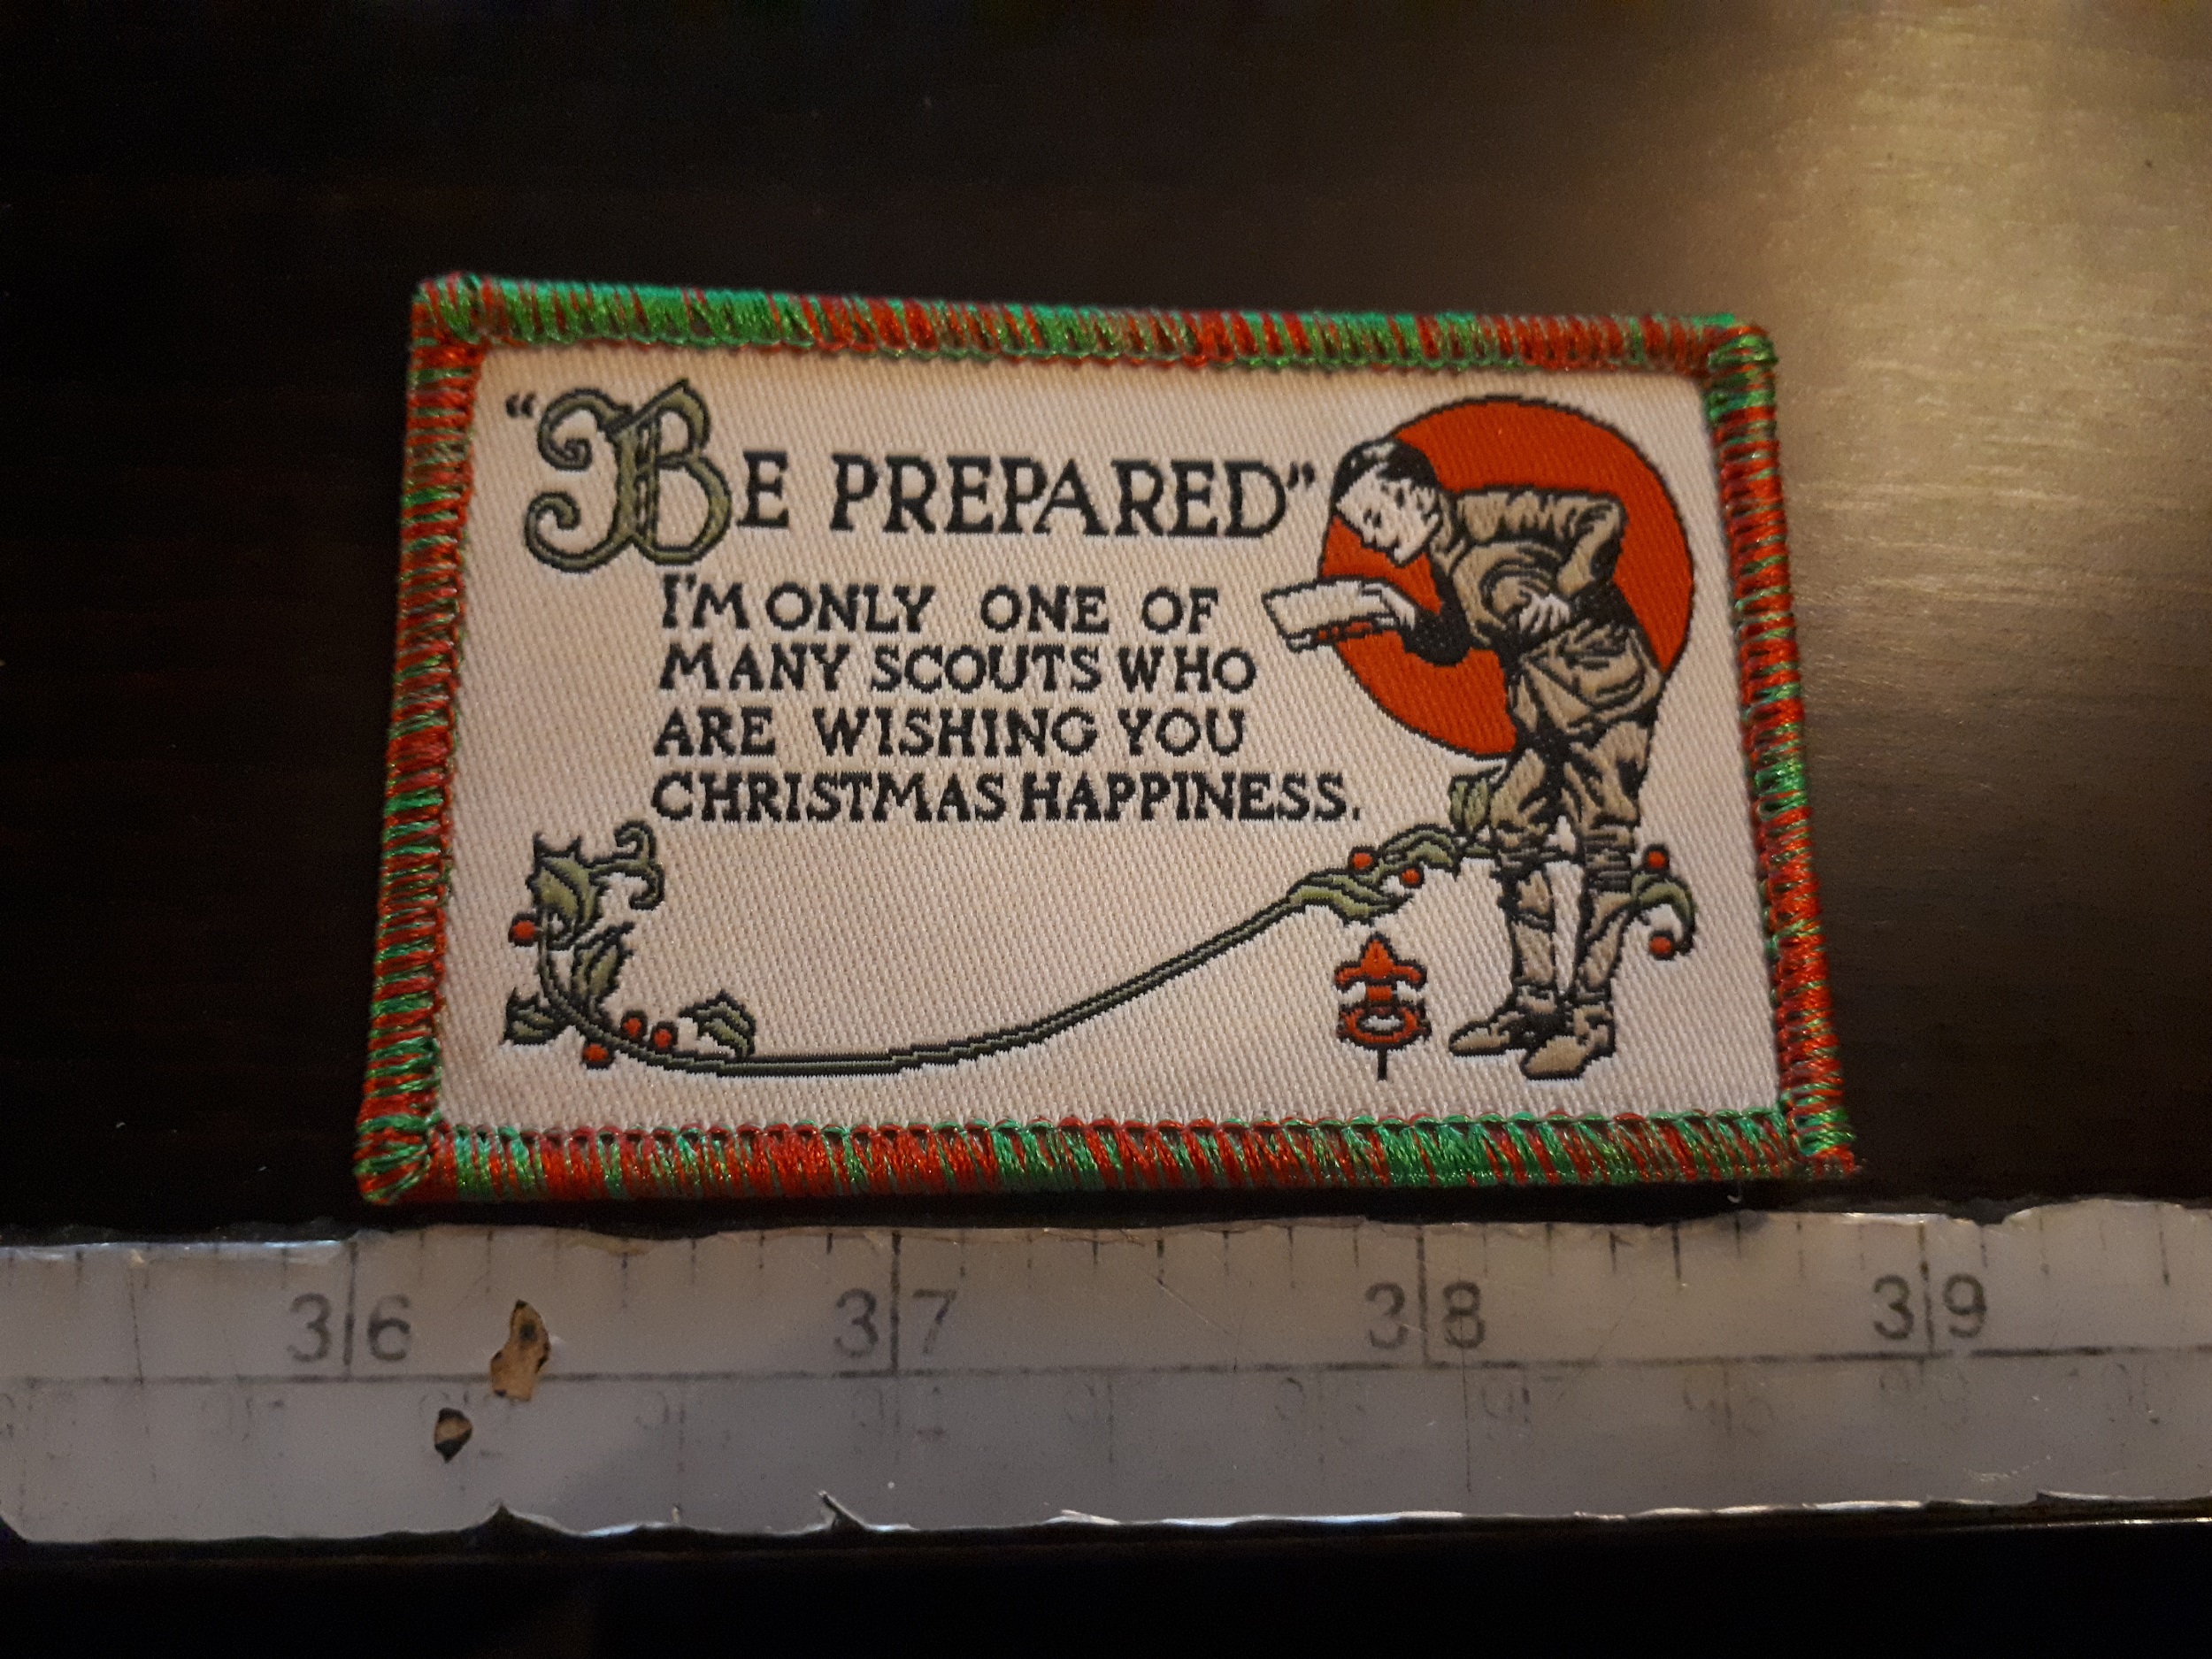 “BE PREPARED”
I'M ONLY ONE OF
MANY SCOUTS WHO
ARE WISHING YOU
CHRISTMAS HAPPINESS.
36 37 38 39